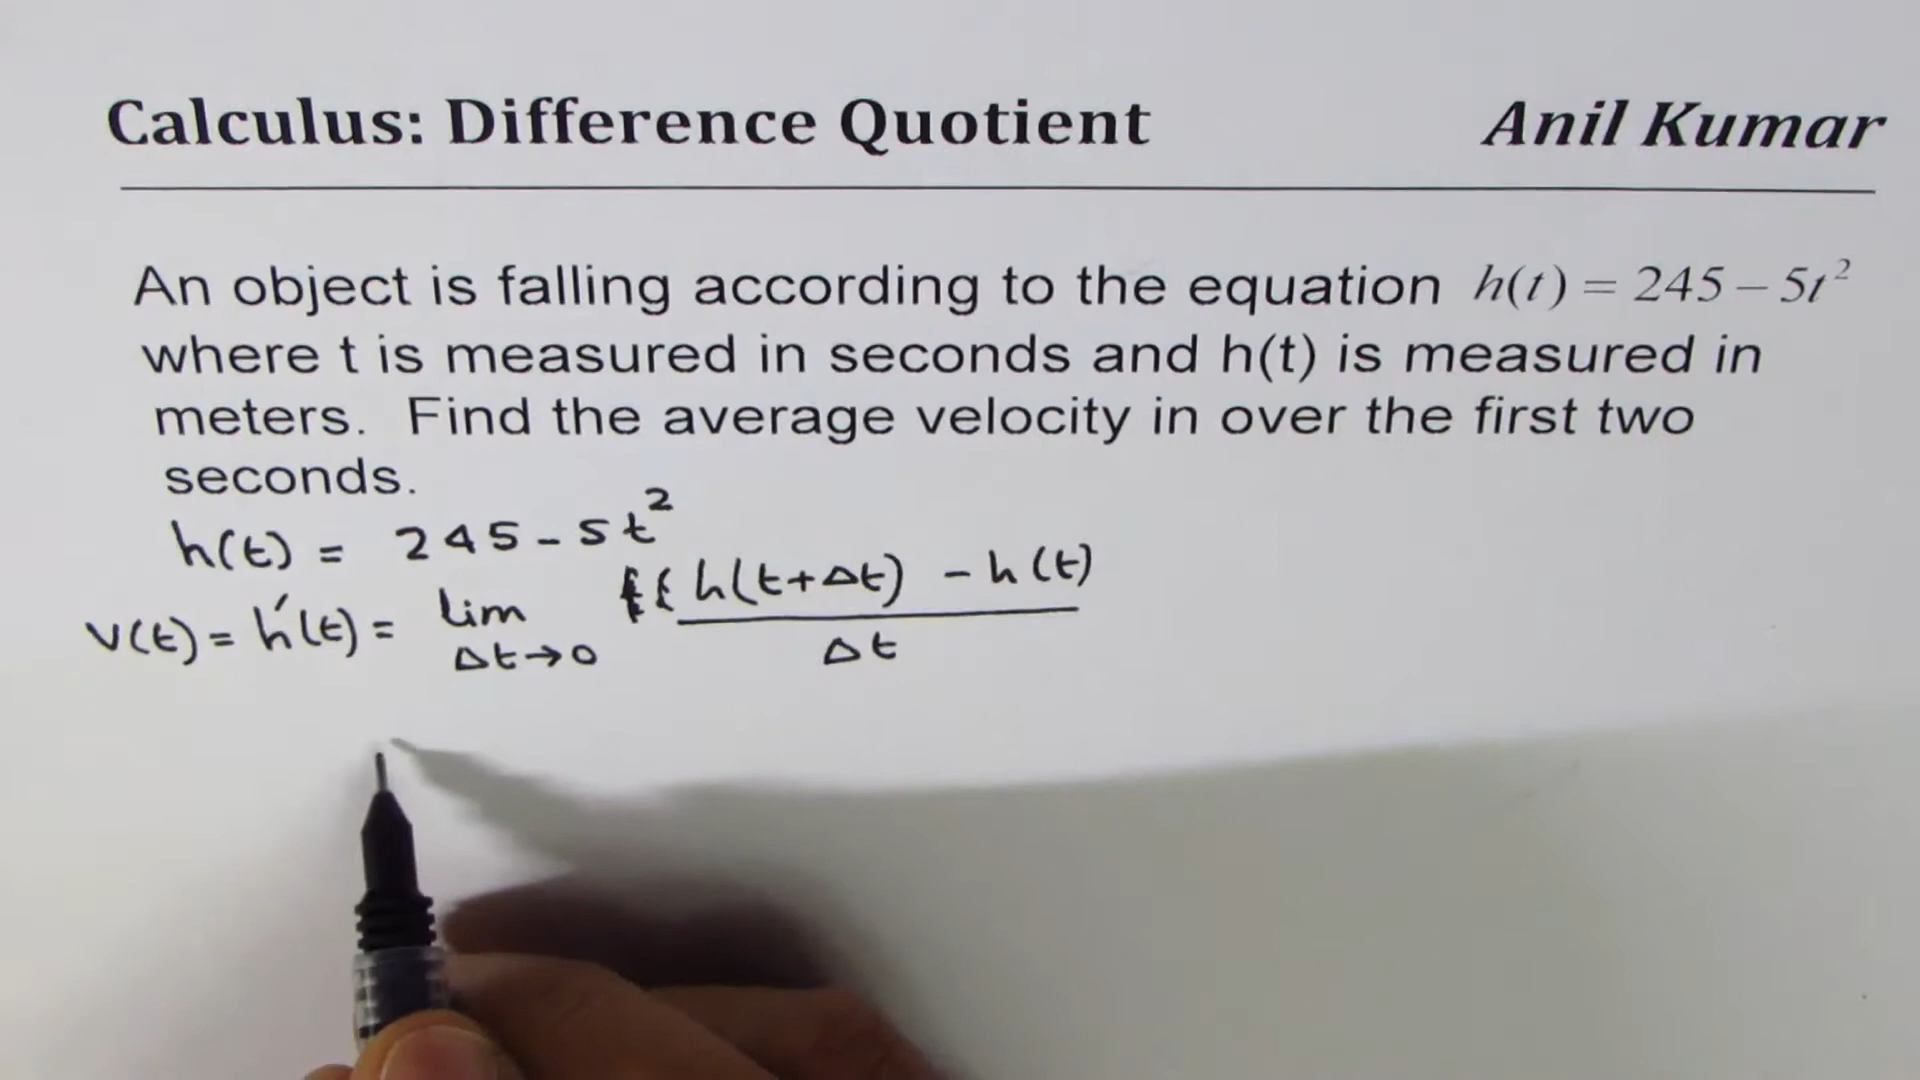 Calculus: Difference Quotient Anil Kumar
An object is falling according to the equation h(t) = 245 – 5t²
where t is measured in seconds and h(t) is measured in
meters. Find the average velocity in over the first two
seconds.
h(t) = 245 - 5t²
v(t) = h'(t) = lim Δt→0 h(t+Δt) - h(t)
Δt